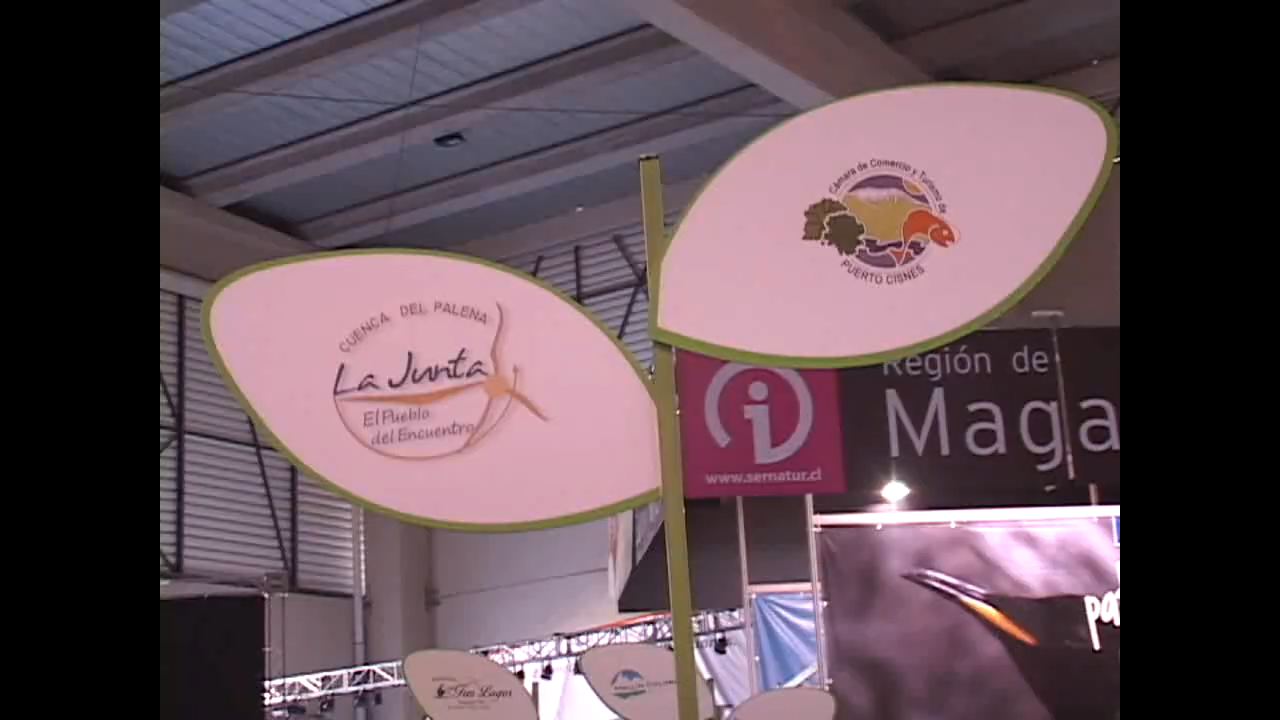 CUENCA DEL PALENA
La Junta
El Pueblo
del Encuentro
Cámara de Comercio y Turismo de
PUERTO CISNES
i
www.sernatur.cl
Región de
Maga
Tres Lagos